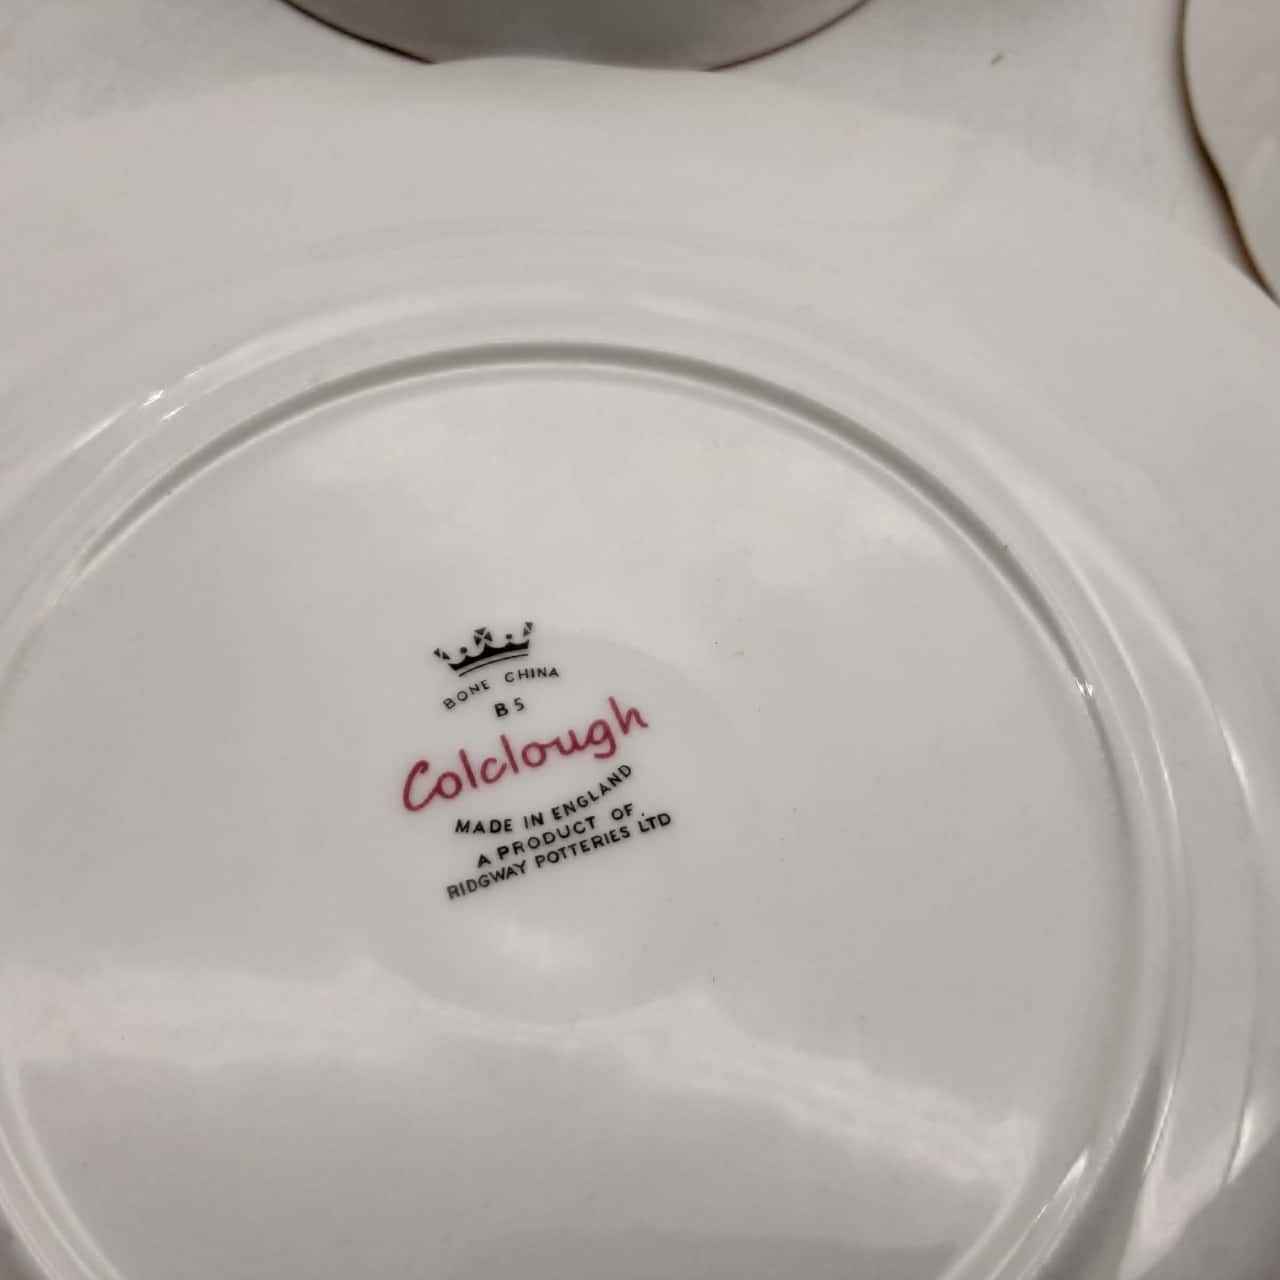 BONE CHINA
B5
Colclough
MADE IN ENGLAND
A PRODUCT OF
RIDGWAY POTTERIES LTD